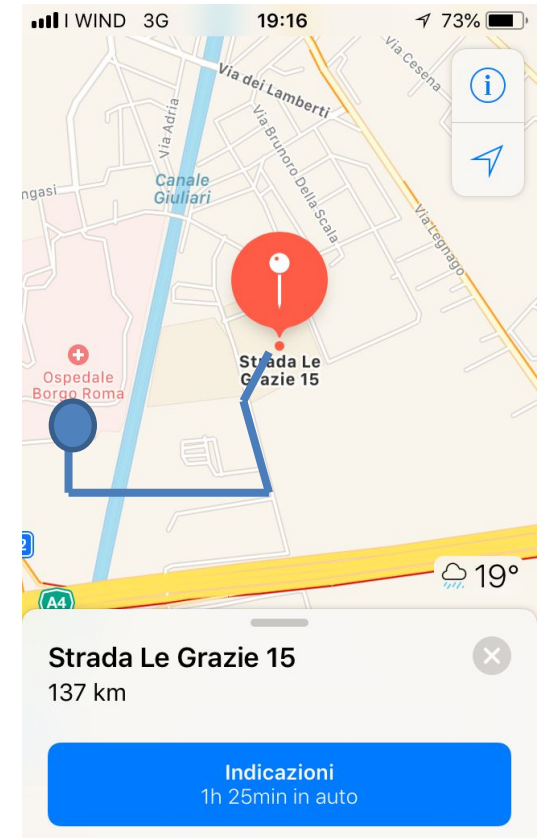 I WIND 3G 19:16 73%
Via dei Lamberti
Via Cesena
Via Adria
Via Brunoro Della Scala
Canale
Giuliari
ngasi
Via Legnago
Ospedale
Borgo Roma
Strada Le
Grazie 15
2
19°
A4
Strada Le Grazie 15
137 km
Indicazioni
1h 25min in auto